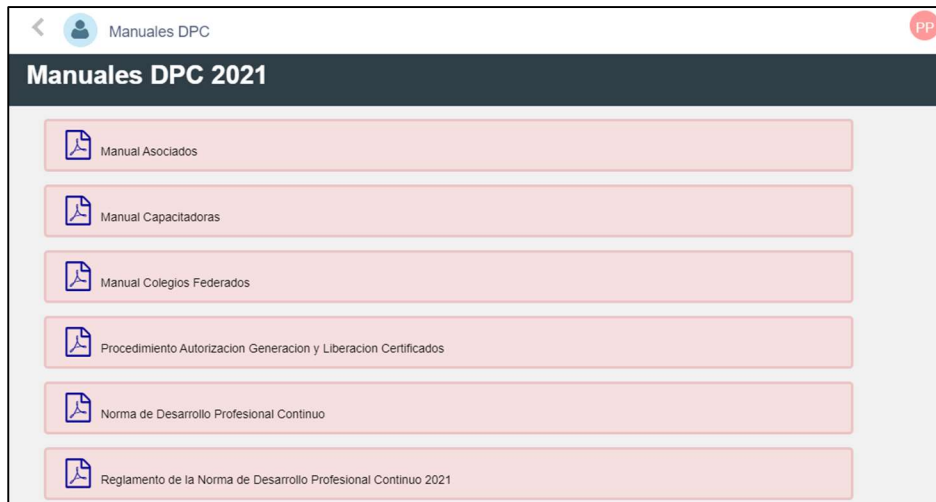 Manuales DPC
PP
Manuales DPC 2021
Manual Asociados
Manual Capacitadoras
Manual Colegios Federados
Procedimiento Autorizacion Generacion y Liberacion Certificados
Norma de Desarrollo Profesional Continuo
Reglamento de la Norma de Desarrollo Profesional Continuo 2021